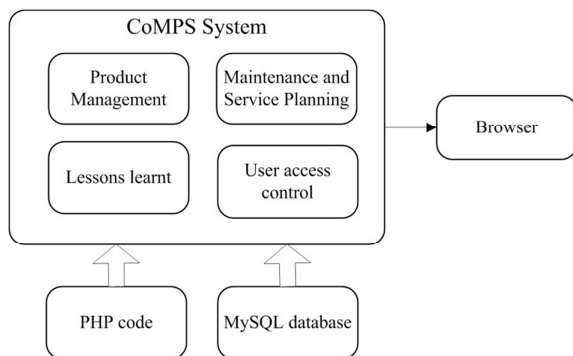 CoMPS System
Product
Management
Maintenance and
Service Planning
Browser
Lessons learnt
User access
control
PHP code
MySQL database